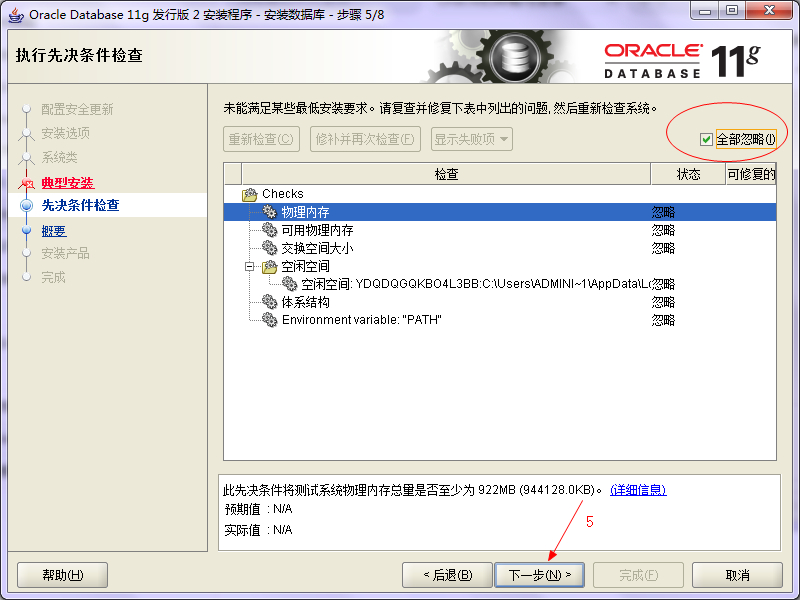 Oracle Database 11g 发行版 2 安装程序 - 安装数据库 - 步骤 5/8
执行先决条件检查
ORACLE
DATABASE
11g
配置安全更新
安装选项
系统类
典型安装
先决条件检查
概要
安装产品
完成
未能满足某些最低安装要求。请复查并修复下表中列出的问题, 然后重新检查系统。
重新检查(C) 修补并再次检查(F) 显示失败项 全部忽略(I)
检查 状态 可修复的
Checks
物理内存 忽略
可用物理内存 忽略
交换空间大小 忽略
空闲空间
空闲空间: YDQDQGQKBO4L3BB:C:\Users\ADMINI~1\AppData\Lo 忽略
体系结构 忽略
Environment variable: "PATH" 忽略
此先决条件将测试系统物理内存总量是否至少为 922MB (944128.0KB)。 (详细信息)
预期值 : N/A
实际值 : N/A
5
帮助(H) < 后退(B) 下一步(N) > 完成(F) 取消